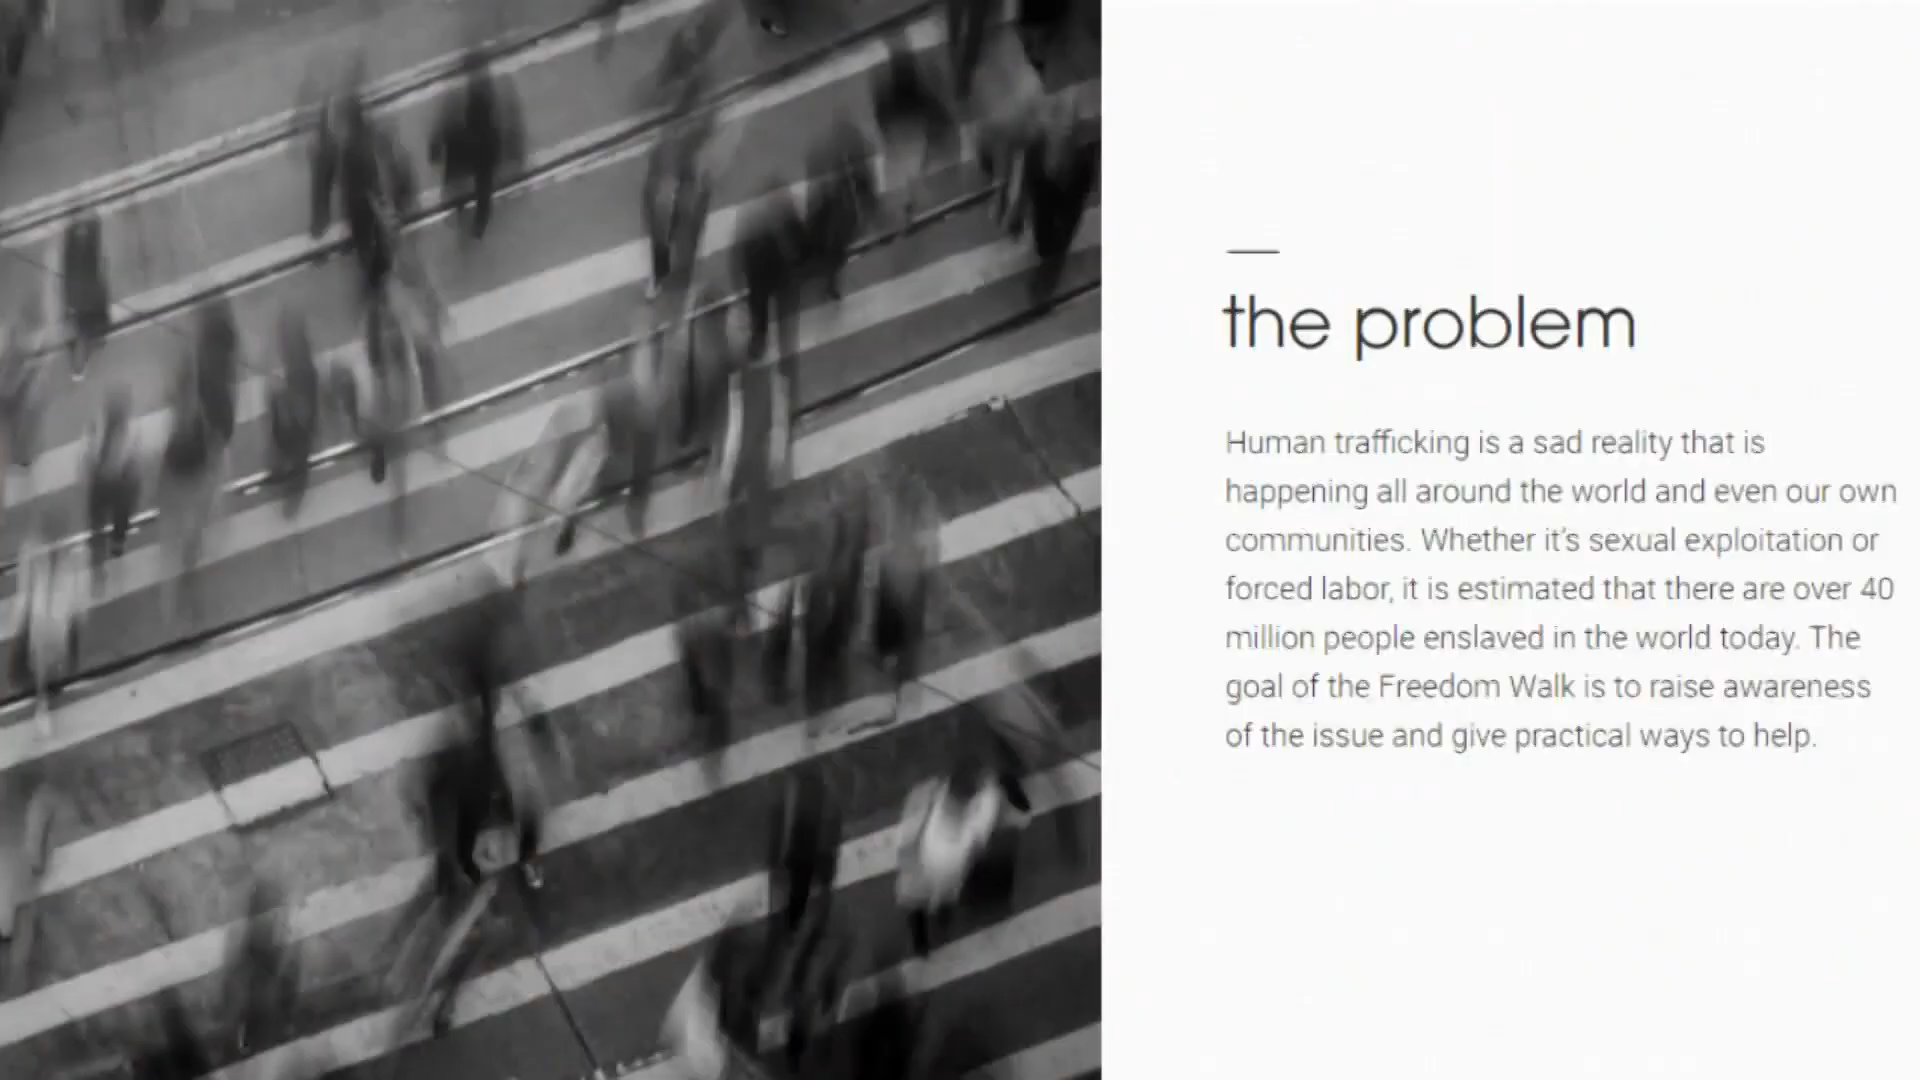 the problem
Human trafficking is a sad reality that is
happening all around the world and even our own
communities. Whether it’s sexual exploitation or
forced labor, it is estimated that there are over 40
million people enslaved in the world today. The
goal of the Freedom Walk is to raise awareness
of the issue and give practical ways to help.